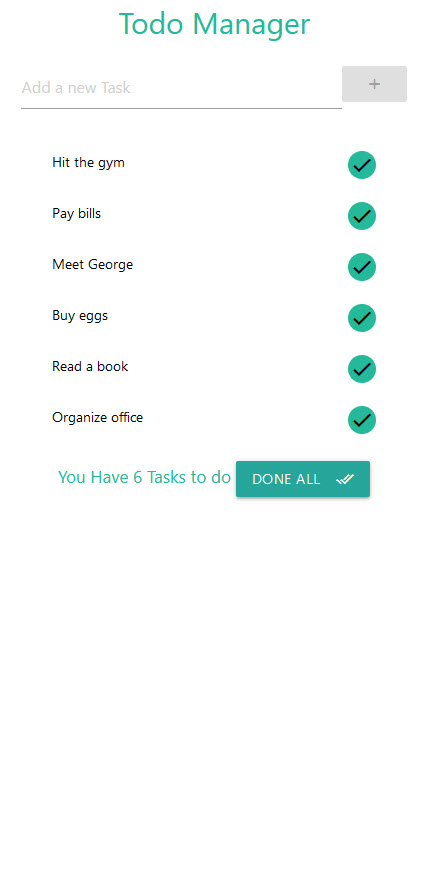 Todo Manager
Add a new Task
+
Hit the gym
Pay bills
Meet George
Buy eggs
Read a book
Organize office
You Have 6 Tasks to do DONE ALL